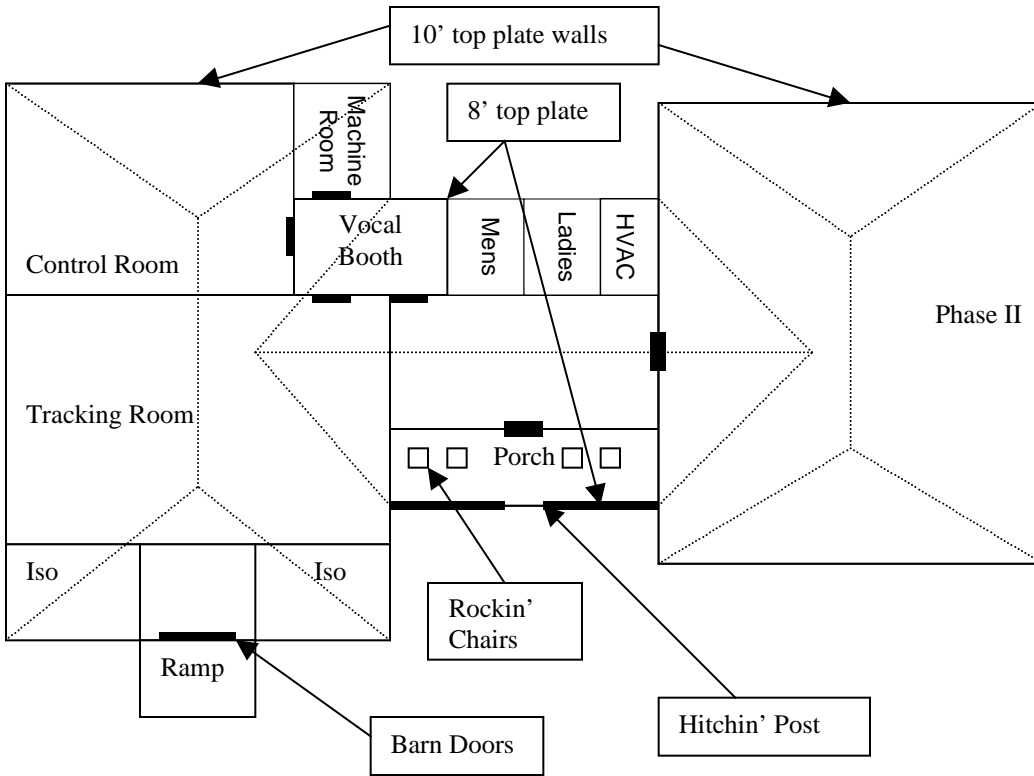 10’ top plate walls
8’ top plate
Machine
Room
Vocal
Booth
Mens
Ladies
HVAC
Control Room
Phase II
Tracking Room
Porch
Iso
Iso
Rockin’
Chairs
Ramp
Hitchin’ Post
Barn Doors